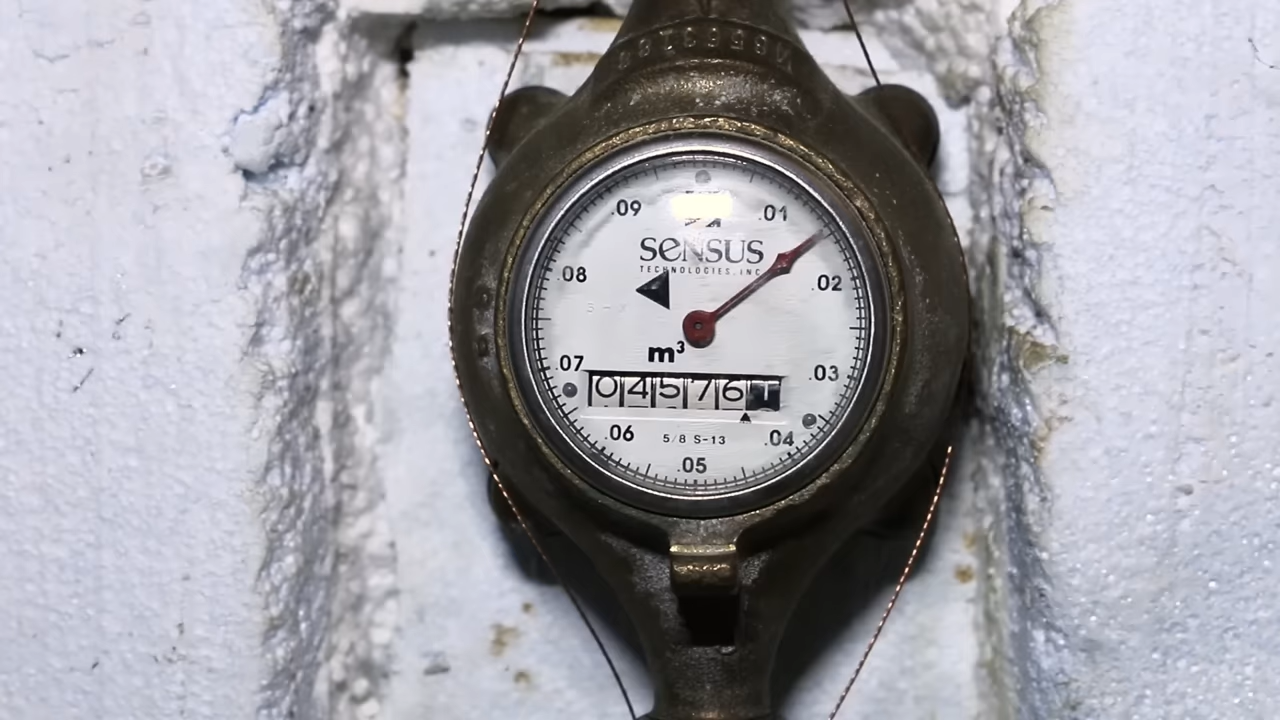 .09 .01
SENSUS
TECHNOLOGIES, INC
.08 .02
m³
.07 .03
04576
.06 5/8 S-13 .04
.05